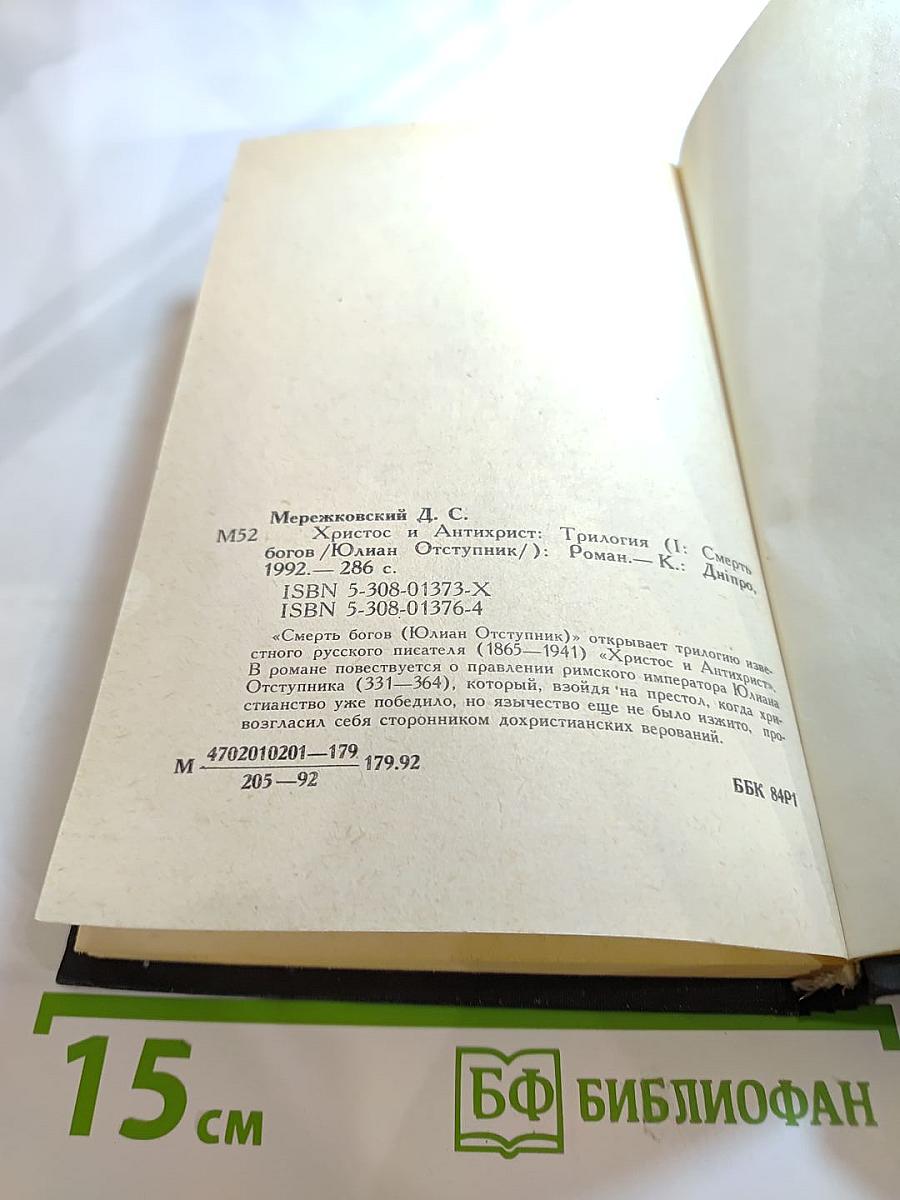 Мережковский Д. С.
М52 Христос и Антихрист: Трилогия (I: Смерть
богов /Юлиан Отступник/): Роман.— К.: Дніпро,
1992.— 286 с.
ISBN 5-308-01373-X
ISBN 5-308-01376-4
«Смерть богов (Юлиан Отступник)» открывает трилогию изве-
стного русского писателя (1865—1941) «Христос и Антихрист».
В романе повествуется о правлении римского императора Юлиана
Отступника (331—364), который, взойдя на престол, когда хри-
стианство уже победило, но язычество еще не было изжито, про-
возгласил себя сторонником дохристианских верований.
М 4702010201—179 179.92
205—92
ББК 84Р1
15 см
БФ БИБЛИОФАН